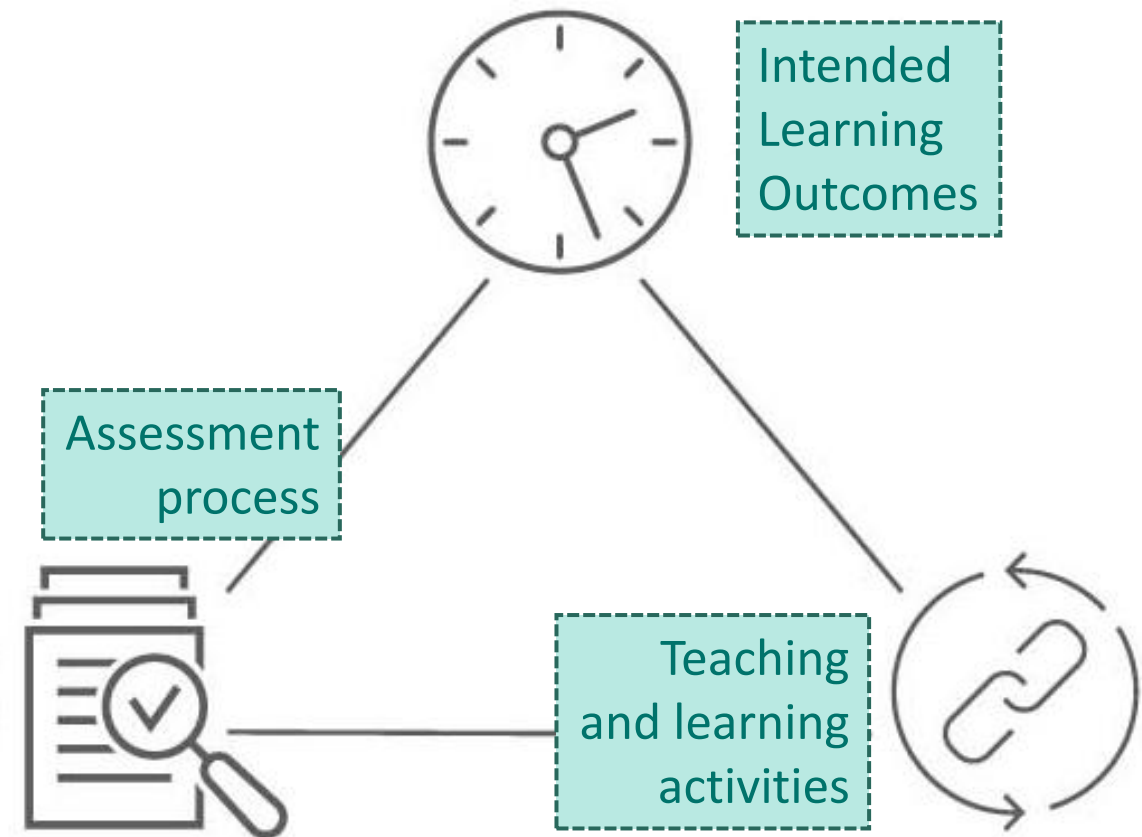 Intended
Learning
Outcomes
Assessment
process
Teaching
and learning
activities